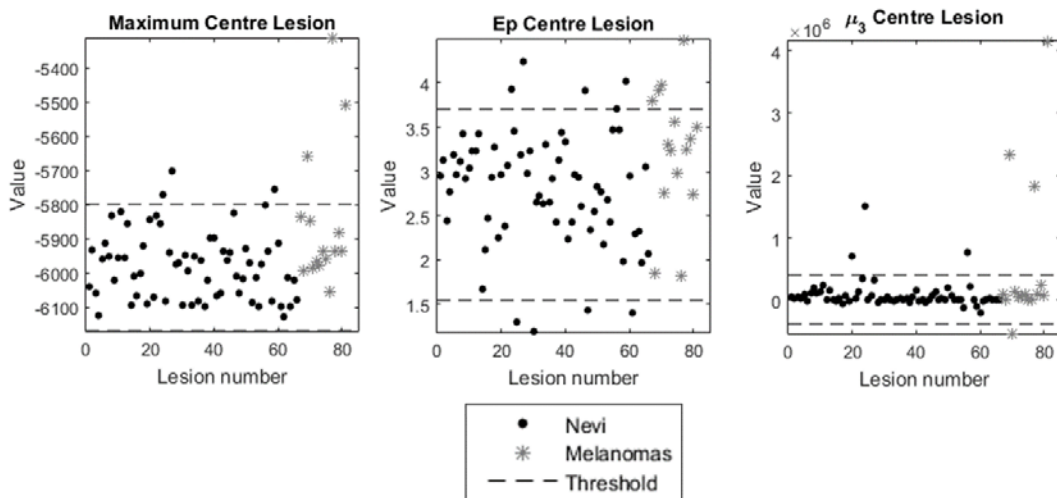 Maximum Centre Lesion
Value
-5400
-5500
-5600
-5700
-5800
-5900
-6000
-6100
0 20 40 60 80
Lesion number
Ep Centre Lesion
Value
4
3.5
3
2.5
2
1.5
0 20 40 60 80
Lesion number
μ3 Centre Lesion
× 10^6
Value
4
3
2
1
0
0 20 40 60 80
Lesion number
Nevi
Melanomas
Threshold